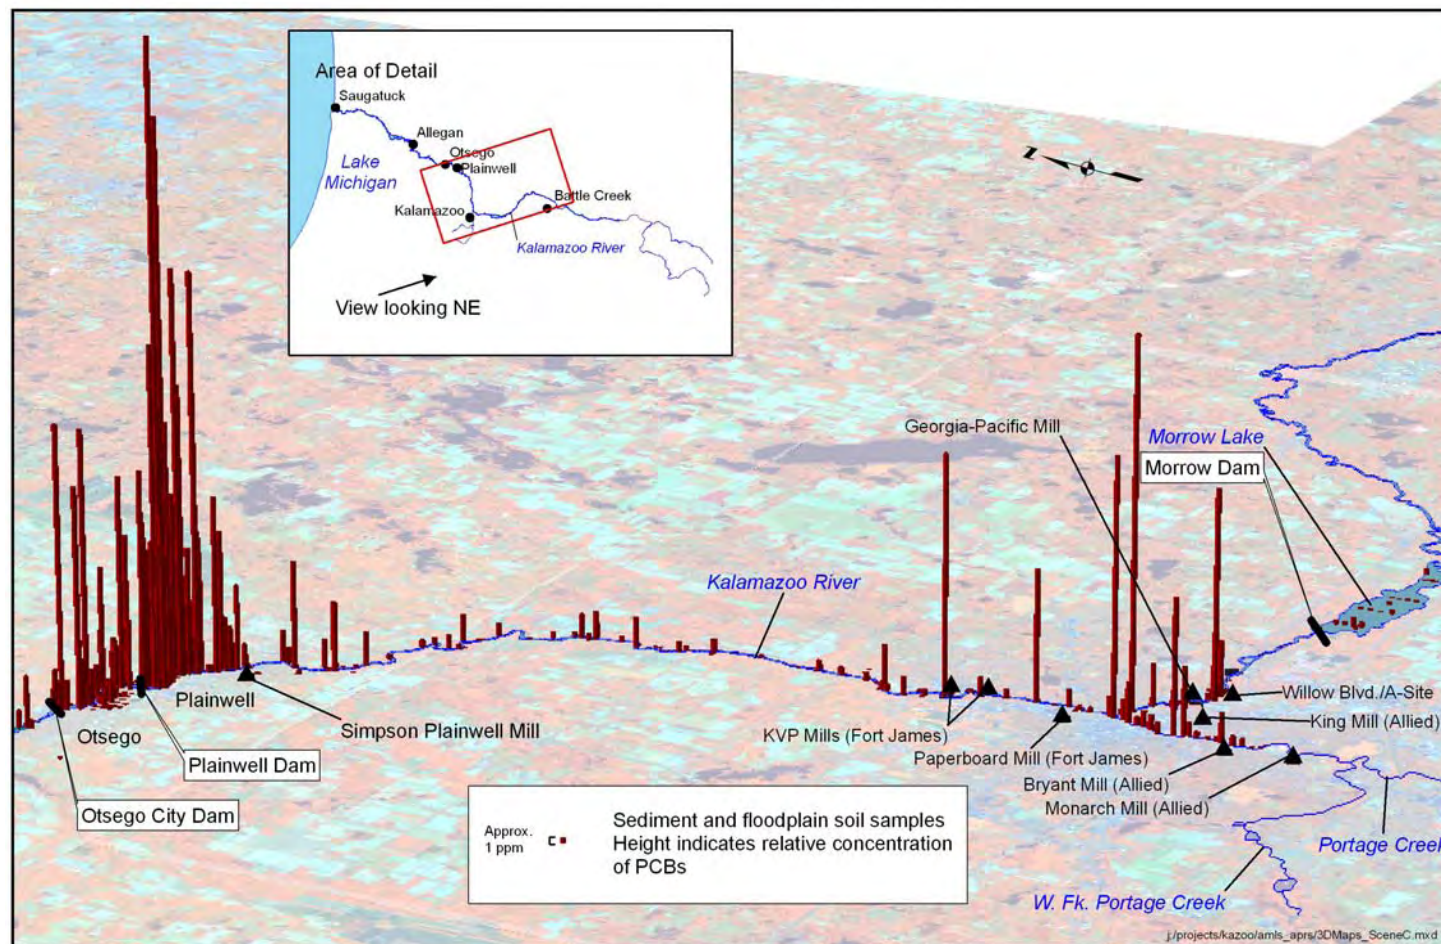 Area of Detail
Saugatuck
Allegan
Otsego
Plainwell
Lake
Michigan
Kalamazoo
Battle Creek
Kalamazoo River
View looking NE
Z
Georgia-Pacific Mill
Morrow Lake
Morrow Dam
Kalamazoo River
Plainwell
Otsego
Simpson Plainwell Mill
Plainwell Dam
Otsego City Dam
KVP Mills (Fort James)
Paperboard Mill (Fort James)
Bryant Mill (Allied)
Monarch Mill (Allied)
Willow Blvd./A-Site
King Mill (Allied)
Portage Creek
W. Fk. Portage Creek
Approx.
1 ppm
Sediment and floodplain soil samples
Height indicates relative concentration
of PCBs
j:/projects/kazoo/amls_aprs/3DMaps_SceneC.mxd